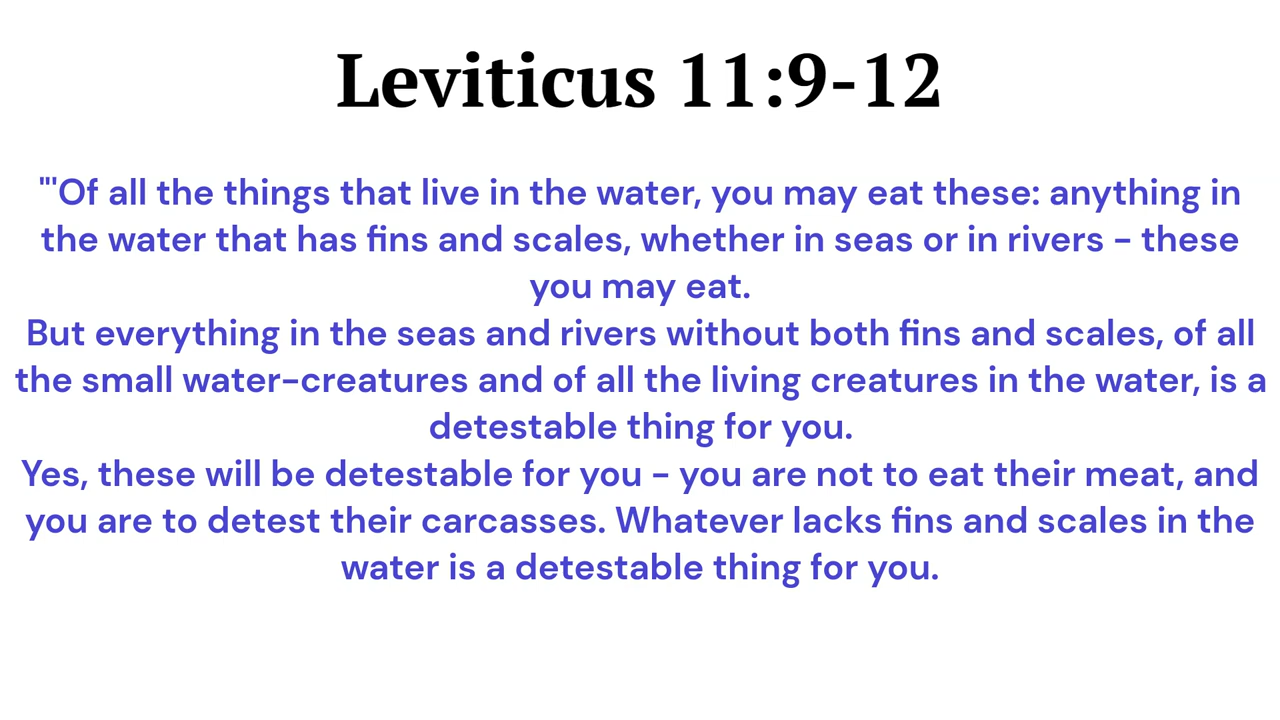 Leviticus 11:9-12
"'Of all the things that live in the water, you may eat these: anything in
the water that has fins and scales, whether in seas or in rivers – these
you may eat.
But everything in the seas and rivers without both fins and scales, of all
the small water-creatures and of all the living creatures in the water, is a
detestable thing for you.
Yes, these will be detestable for you – you are not to eat their meat, and
you are to detest their carcasses. Whatever lacks fins and scales in the
water is a detestable thing for you.